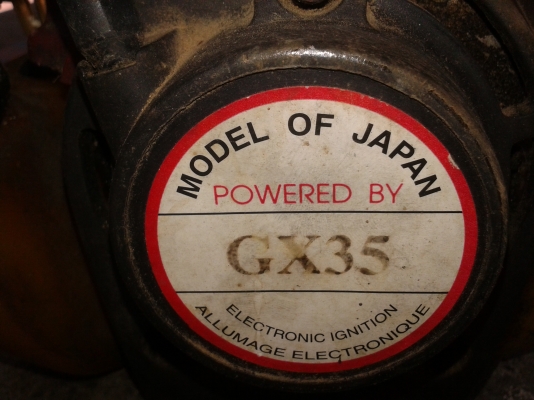 MODEL OF JAPAN
POWERED BY
GX35
ELECTRONIC IGNITION
ALLUMAGE ELECTRONIQUE